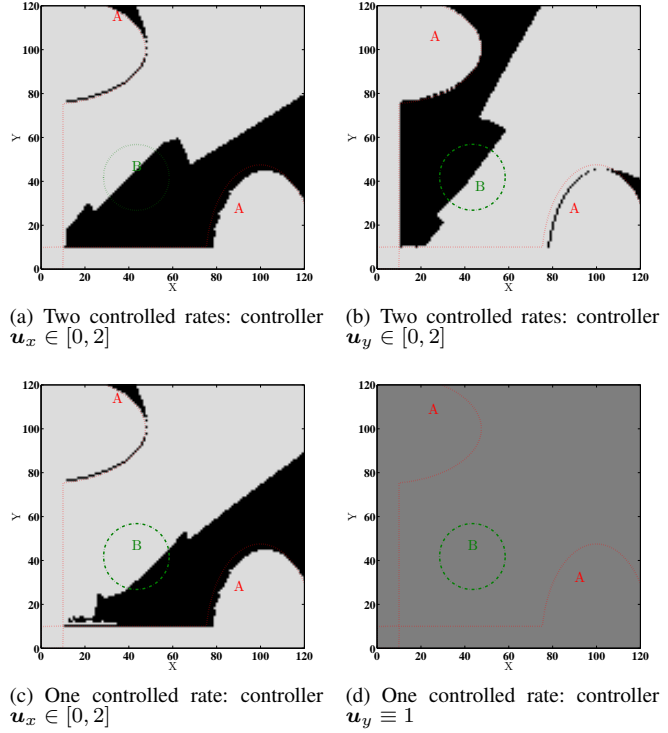 120
100
80
60
40
20
0
Y
A
B
A
0 20 40 60 80 100 120
X
(a) Two controlled rates: controller
u_x ∈ [0, 2]
120
100
80
60
40
20
0
Y
A
B
A
0 20 40 60 80 100 120
X
(b) Two controlled rates: controller
u_y ∈ [0, 2]
120
100
80
60
40
20
0
Y
A
B
A
0 20 40 60 80 100 120
X
(c) One controlled rate: controller
u_x ∈ [0, 2]
120
100
80
60
40
20
0
Y
A
B
A
0 20 40 60 80 100 120
X
(d) One controlled rate: controller
u_y ≡ 1